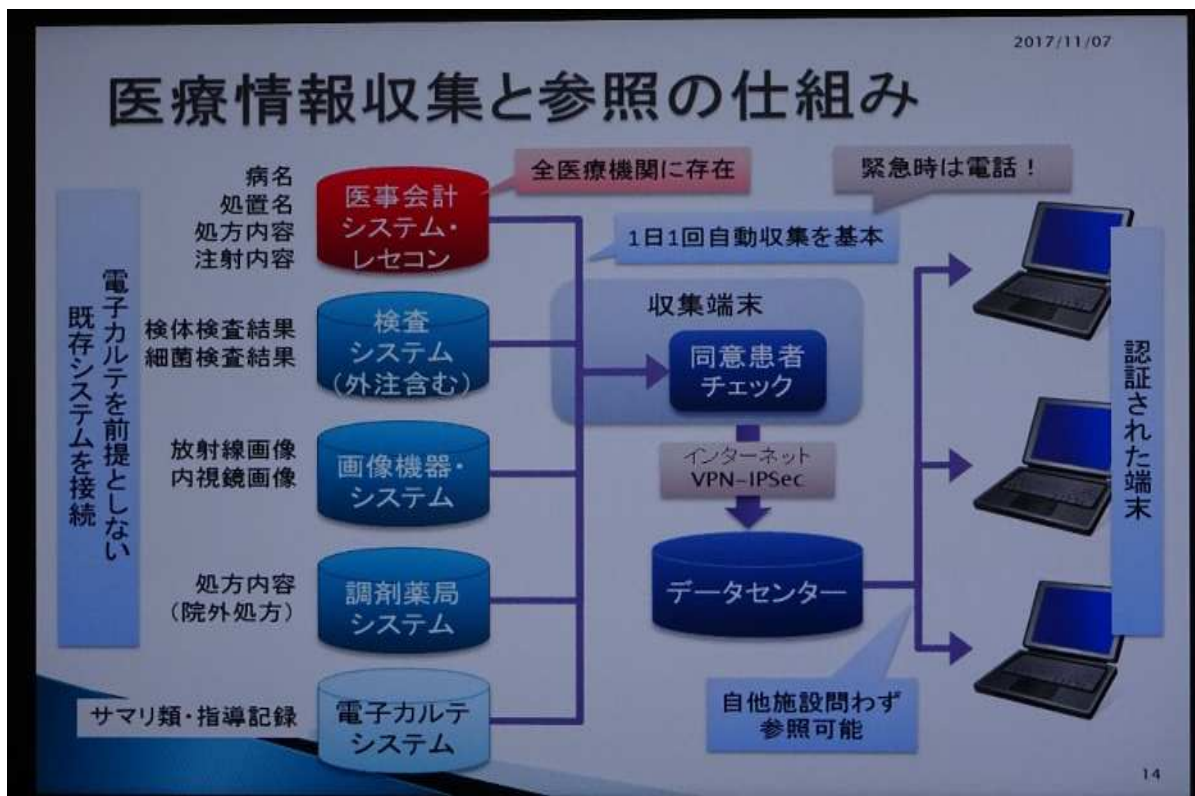 2017/11/07
医療情報収集と参照の仕組み
電子カルテを前提としない
既存システムを接続
病名
処置名
処方内容
注射内容
医事会計
システム・
レセコン
全医療機関に存在
緊急時は電話！
1日1回自動収集を基本
検体検査結果
細菌検査結果
検査
システム
（外注含む）
収集端末
同意患者
チェック
放射線画像
内視鏡画像
画像機器・
システム
インターネット
VPN-IPSec
処方内容
（院外処方）
調剤薬局
システム
データセンター
認証された端末
サマリ類・指導記録
電子カルテ
システム
自他施設問わず
参照可能
14